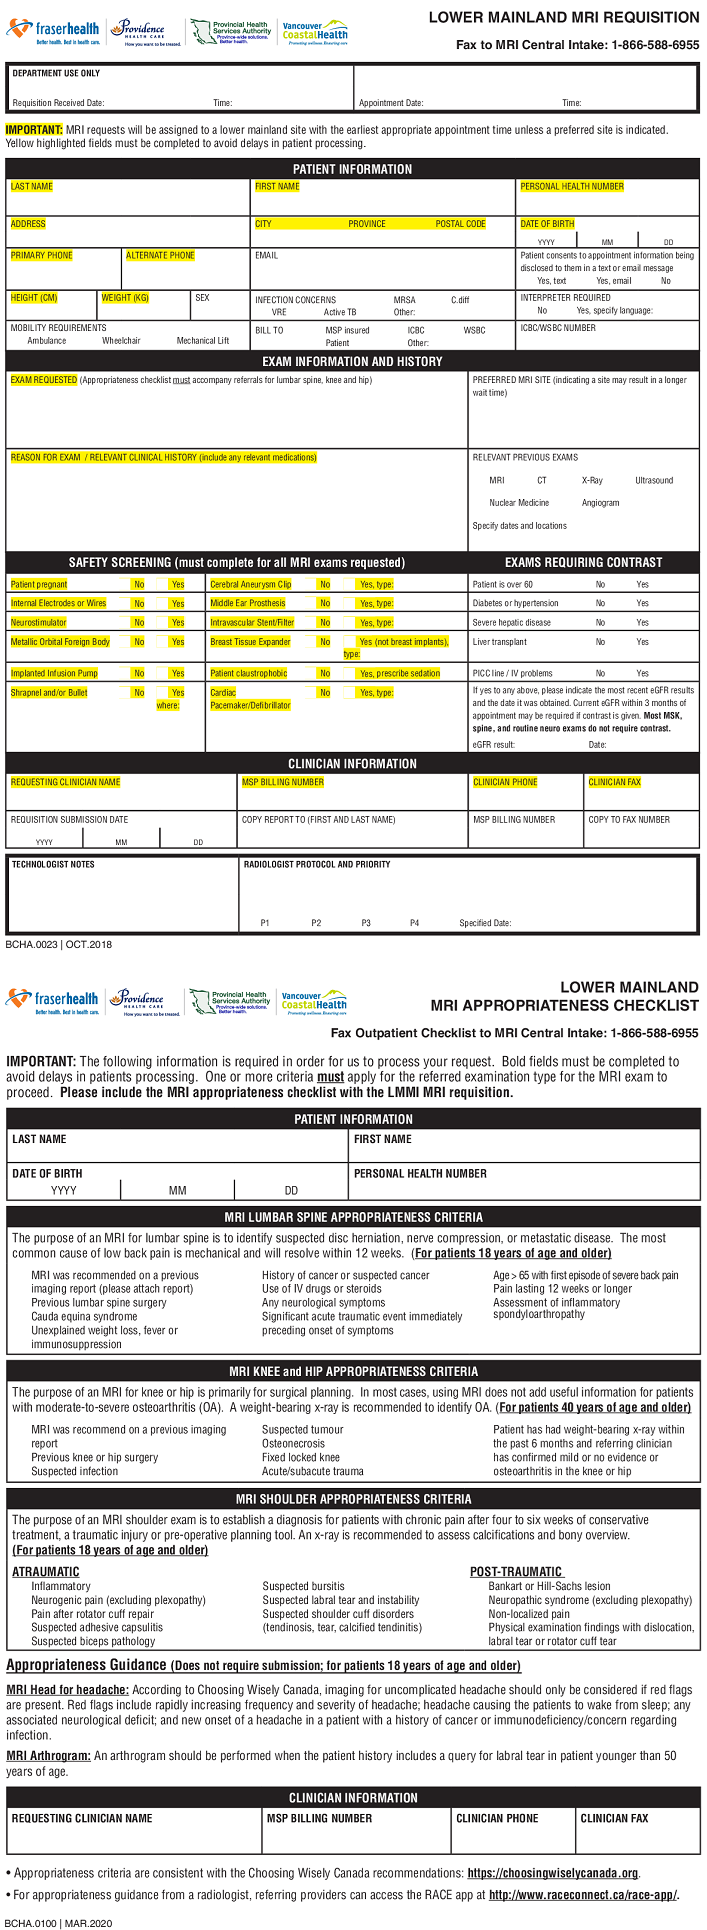 fraserhealth
Better health. Best in health care.
Providence
HEALTH CARE
How you want to be treated.
Provincial Health
Services Authority
Province-wide solutions.
Better health.
Vancouver
CoastalHealth
Promoting wellness. Ensuring care.
LOWER MAINLAND MRI REQUISITION
Fax to MRI Central Intake: 1-866-588-6955
DEPARTMENT USE ONLY
Requisition Received Date: Time: Appointment Date: Time:
IMPORTANT: MRI requests will be assigned to a lower mainland site with the earliest appropriate appointment time unless a preferred site is indicated.
Yellow highlighted fields must be completed to avoid delays in patient processing.
PATIENT INFORMATION
LAST NAME FIRST NAME PERSONAL HEALTH NUMBER
ADDRESS CITY PROVINCE POSTAL CODE DATE OF BIRTH
YYYY MM DD
PRIMARY PHONE ALTERNATE PHONE EMAIL
Patient consents to appointment information being
disclosed to them in a text or email message
Yes, text Yes, email No
HEIGHT (CM) WEIGHT (KG) SEX
INFECTION CONCERNS MRSA C.diff
VRE Active TB Other:
INTERPRETER REQUIRED
No Yes, specify language:
MOBILITY REQUIREMENTS
Ambulance Wheelchair Mechanical Lift
BILL TO MSP insured ICBC WSBC
Patient Other:
ICBC/WSBC NUMBER
EXAM INFORMATION AND HISTORY
EXAM REQUESTED (Appropriateness checklist must accompany referrals for lumbar spine, knee and hip)
PREFERRED MRI SITE (indicating a site may result in a longer
wait time)
REASON FOR EXAM / RELEVANT CLINICAL HISTORY (include any relevant medications)
RELEVANT PREVIOUS EXAMS
MRI CT X-Ray Ultrasound
Nuclear Medicine Angiogram
Specify dates and locations
SAFETY SCREENING (must complete for all MRI exams requested) EXAMS REQUIRING CONTRAST
Patient pregnant No Yes Cerebral Aneurysm Clip No Yes, type: Patient is over 60 No Yes
Internal Electrodes or Wires No Yes Middle Ear Prosthesis No Yes, type: Diabetes or hypertension No Yes
Neurostimulator No Yes Intravascular Stent/Filter No Yes, type: Severe hepatic disease No Yes
Metallic Orbital Foreign Body No Yes Breast Tissue Expander No Yes (not breast implants), Liver transplant No Yes
type:
Implanted Infusion Pump No Yes Patient claustrophobic No Yes, prescribe sedation PICC line / IV problems No Yes
Shrapnel and/or Bullet No Yes Cardiac No Yes, type:
where: Pacemaker/Defibrillator
If yes to any above, please indicate the most recent eGFR results
and the date it was obtained. Current eGFR within 3 months of
appointment may be required if contrast is given. Most MSK,
spine, and routine neuro exams do not require contrast.
eGFR result: Date:
CLINICIAN INFORMATION
REQUESTING CLINICIAN NAME MSP BILLING NUMBER CLINICIAN PHONE CLINICIAN FAX
REQUISITION SUBMISSION DATE COPY REPORT TO (FIRST AND LAST NAME) MSP BILLING NUMBER COPY TO FAX NUMBER
YYYY MM DD
TECHNOLOGIST NOTES RADIOLOGIST PROTOCOL AND PRIORITY
P1 P2 P3 P4 Specified Date:
BCHA.0023 | OCT.2018
fraserhealth
Better health. Best in health care.
Providence
HEALTH CARE
How you want to be treated.
Provincial Health
Services Authority
Province-wide solutions.
Better health.
Vancouver
CoastalHealth
Promoting wellness. Ensuring care.
LOWER MAINLAND
MRI APPROPRIATENESS CHECKLIST
Fax Outpatient Checklist to MRI Central Intake: 1-866-588-6955
IMPORTANT: The following information is required in order for us to process your request. Bold fields must be completed to
avoid delays in patients processing. One or more criteria must apply for the referred examination type for the MRI exam to
proceed. Please include the MRI appropriateness checklist with the LMMI MRI requisition.
PATIENT INFORMATION
LAST NAME FIRST NAME
DATE OF BIRTH PERSONAL HEALTH NUMBER
YYYY MM DD
MRI LUMBAR SPINE APPROPRIATENESS CRITERIA
The purpose of an MRI for lumbar spine is to identify suspected disc herniation, nerve compression, or metastatic disease. The most
common cause of low back pain is mechanical and will resolve within 12 weeks. (For patients 18 years of age and older)
MRI was recommended on a previous
imaging report (please attach report)
Previous lumbar spine surgery
Cauda equina syndrome
Unexplained weight loss, fever or
immunosuppression
History of cancer or suspected cancer
Use of IV drugs or steroids
Any neurological symptoms
Significant acute traumatic event immediately
preceding onset of symptoms
Age > 65 with first episode of severe back pain
Pain lasting 12 weeks or longer
Assessment of inflammatory
spondyloarthropathy
MRI KNEE and HIP APPROPRIATENESS CRITERIA
The purpose of an MRI for knee or hip is primarily for surgical planning. In most cases, using MRI does not add useful information for patients
with moderate-to-severe osteoarthritis (OA). A weight-bearing x-ray is recommended to identify OA. (For patients 40 years of age and older)
MRI was recommend on a previous imaging
report
Previous knee or hip surgery
Suspected infection
Suspected tumour
Osteonecrosis
Fixed locked knee
Acute/subacute trauma
Patient has had weight-bearing x-ray within
the past 6 months and referring clinician
has confirmed mild or no evidence or
osteoarthritis in the knee or hip
MRI SHOULDER APPROPRIATENESS CRITERIA
The purpose of an MRI shoulder exam is to establish a diagnosis for patients with chronic pain after four to six weeks of conservative
treatment, a traumatic injury or pre-operative planning tool. An x-ray is recommended to assess calcifications and bony overview.
(For patients 18 years of age and older)
ATRAUMATIC
Inflammatory
Neurogenic pain (excluding plexopathy)
Pain after rotator cuff repair
Suspected adhesive capsulitis
Suspected biceps pathology
Suspected bursitis
Suspected labral tear and instability
Suspected shoulder cuff disorders
(tendinosis, tear, calcified tendinitis)
POST-TRAUMATIC
Bankart or Hill-Sachs lesion
Neuropathic syndrome (excluding plexopathy)
Non-localized pain
Physical examination findings with dislocation,
labral tear or rotator cuff tear
Appropriateness Guidance (Does not require submission; for patients 18 years of age and older)
MRI Head for headache: According to Choosing Wisely Canada, imaging for uncomplicated headache should only be considered if red flags
are present. Red flags include rapidly increasing frequency and severity of headache; headache causing the patients to wake from sleep; any
associated neurological deficit; and new onset of a headache in a patient with a history of cancer or immunodeficiency/concern regarding
infection.
MRI Arthrogram: An arthrogram should be performed when the patient history includes a query for labral tear in patient younger than 50
years of age.
CLINICIAN INFORMATION
REQUESTING CLINICIAN NAME MSP BILLING NUMBER CLINICIAN PHONE CLINICIAN FAX
• Appropriateness criteria are consistent with the Choosing Wisely Canada recommendations: https://choosingwiselycanada.org.
• For appropriateness guidance from a radiologist, referring providers can access the RACE app at http://www.raceconnect.ca/race-app/.
BCHA.0100 | MAR.2020